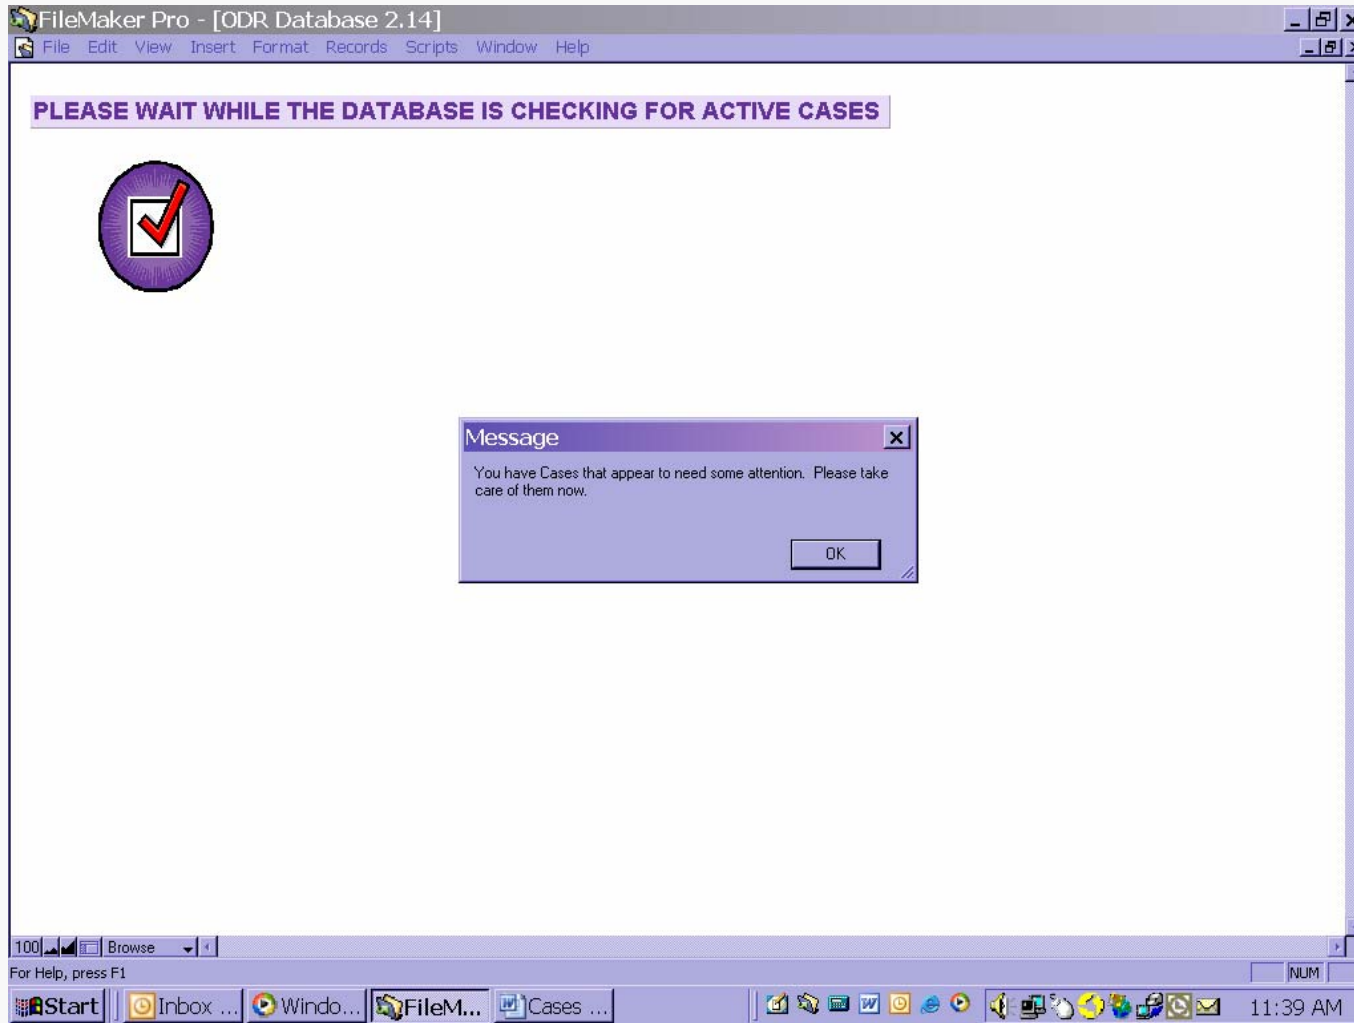 FileMaker Pro - [ODR Database 2.14]
File Edit View Insert Format Records Scripts Window Help
PLEASE WAIT WHILE THE DATABASE IS CHECKING FOR ACTIVE CASES
Message
You have Cases that appear to need some attention. Please take
care of them now.
OK
100 Browse
For Help, press F1
NUM
Start Inbox ... Windo... FileM... Cases ... 11:39 AM